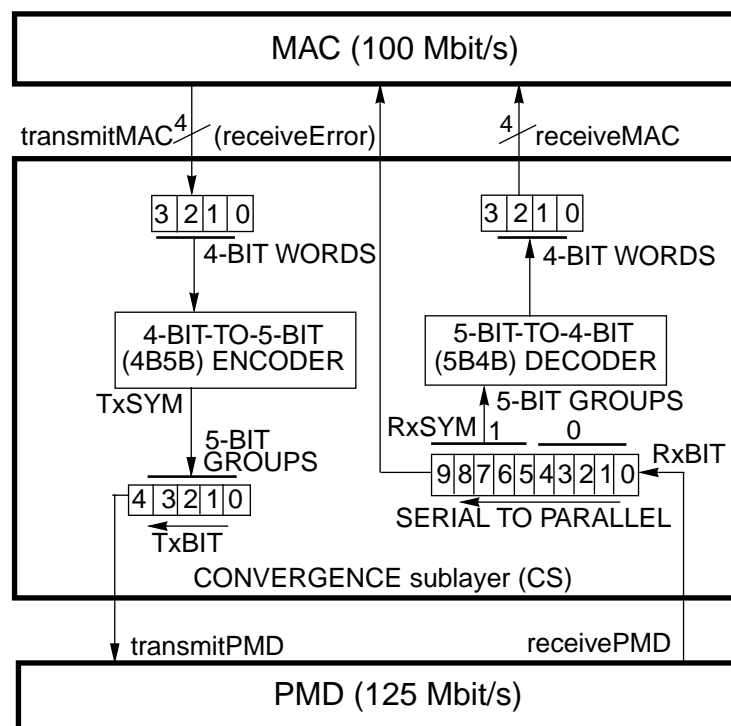 MAC (100 Mbit/s)
transmitMAC 4 (receiveError) 4 receiveMAC
3 2 1 0
3 2 1 0
4-BIT WORDS
4-BIT WORDS
4-BIT-TO-5-BIT
(4B5B) ENCODER
5-BIT-TO-4-BIT
(5B4B) DECODER
TxSYM
5-BIT GROUPS
RxSYM 1 0
5-BIT
GROUPS
RxBIT
9 8 7 6 5 4 3 2 1 0
4 3 2 1 0
SERIAL TO PARALLEL
TxBIT
CONVERGENCE sublayer (CS)
transmitPMD
receivePMD
PMD (125 Mbit/s)